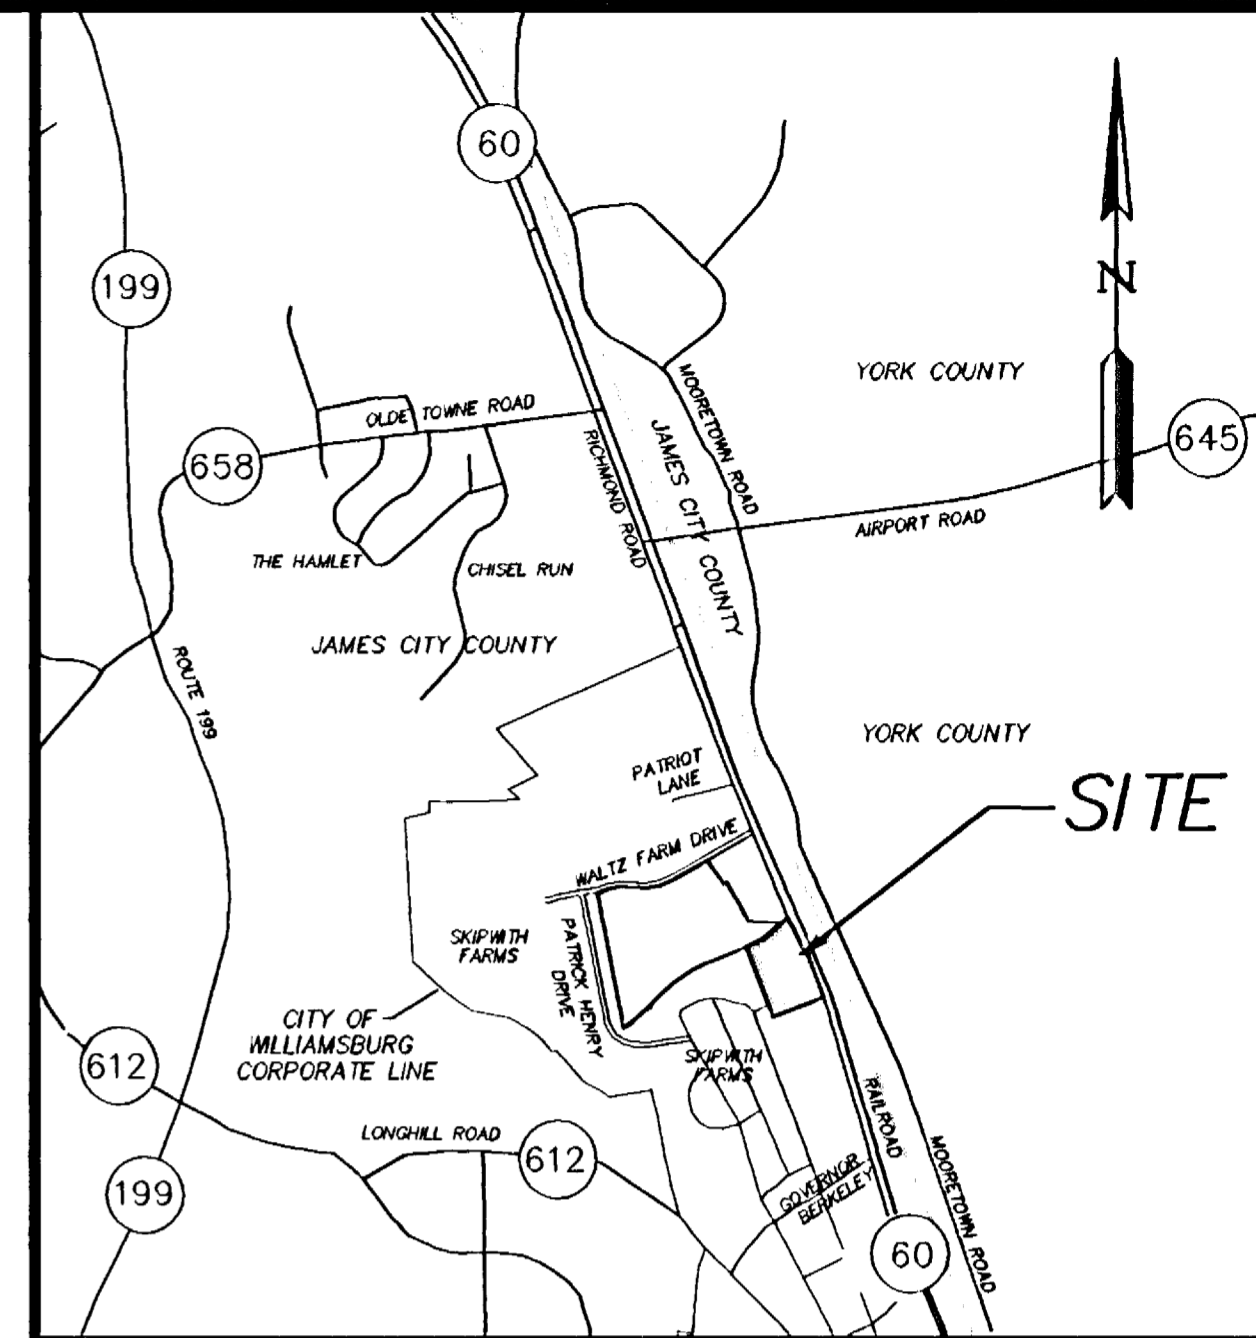 60
199
N
YORK COUNTY
MOORETOWN ROAD
JAMES CITY COUNTY
OLDE TOWNE ROAD
RICHMOND ROAD
645
658
AIRPORT ROAD
THE HAMLET
CHISEL RUN
JAMES CITY COUNTY
ROUTE 199
YORK COUNTY
PATRIOT
LANE
SITE
WALTZ FARM DRIVE
SKIPWITH
FARMS
PATRICK HENRY
DRIVE
CITY OF
WILLIAMSBURG
CORPORATE LINE
SKIPWITH
FARMS
612
RAILROAD
LONGHILL ROAD
612
MOORETOWN ROAD
199
GOVERNOR
BERKELEY
60